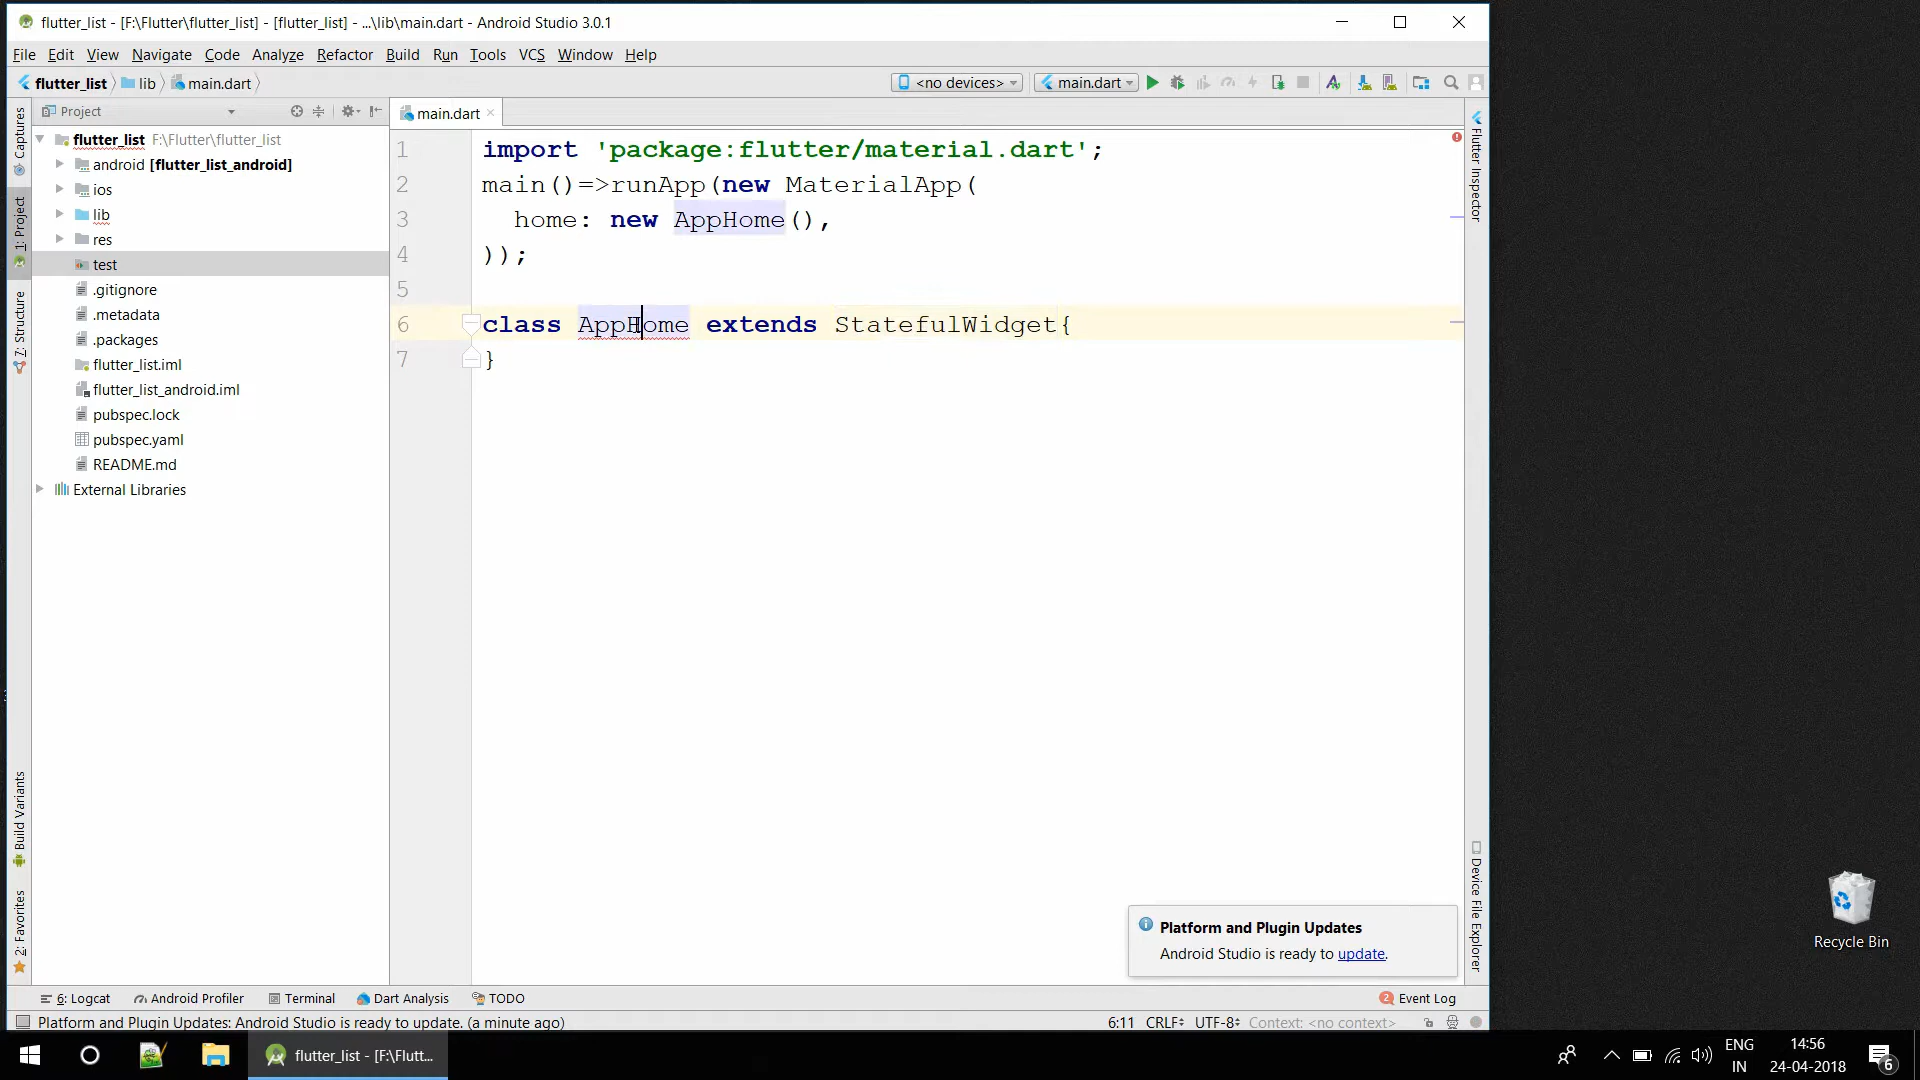 flutter_list - [F:\Flutter\flutter_list] - [flutter_list] - ...\lib\main.dart - Android Studio 3.0.1
File Edit View Navigate Code Analyze Refactor Build Run Tools VCS Window Help
flutter_list lib main.dart <no devices> main.dart
Project main.dart
flutter_list F:\Flutter\flutter_list
android [flutter_list_android]
ios
lib
res
test
.gitignore
.metadata
.packages
flutter_list.iml
flutter_list_android.iml
pubspec.lock
pubspec.yaml
README.md
External Libraries
Captures
1: Project
7: Structure
Build Variants
2: Favorites
1 import 'package:flutter/material.dart';
2 main()=>runApp(new MaterialApp(
3 home: new AppHome(),
4 ));
5
6 class AppHome extends StatefulWidget{
7 }
Flutter Inspector
Device File Explorer
Platform and Plugin Updates
Android Studio is ready to update.
6: Logcat Android Profiler Terminal Dart Analysis TODO 2 Event Log
Platform and Plugin Updates: Android Studio is ready to update. (a minute ago) 6:11 CRLF UTF-8 Context: <no context>
Recycle Bin
flutter_list - [F:\Flutt...
ENG
IN
14:56
24-04-2018
6